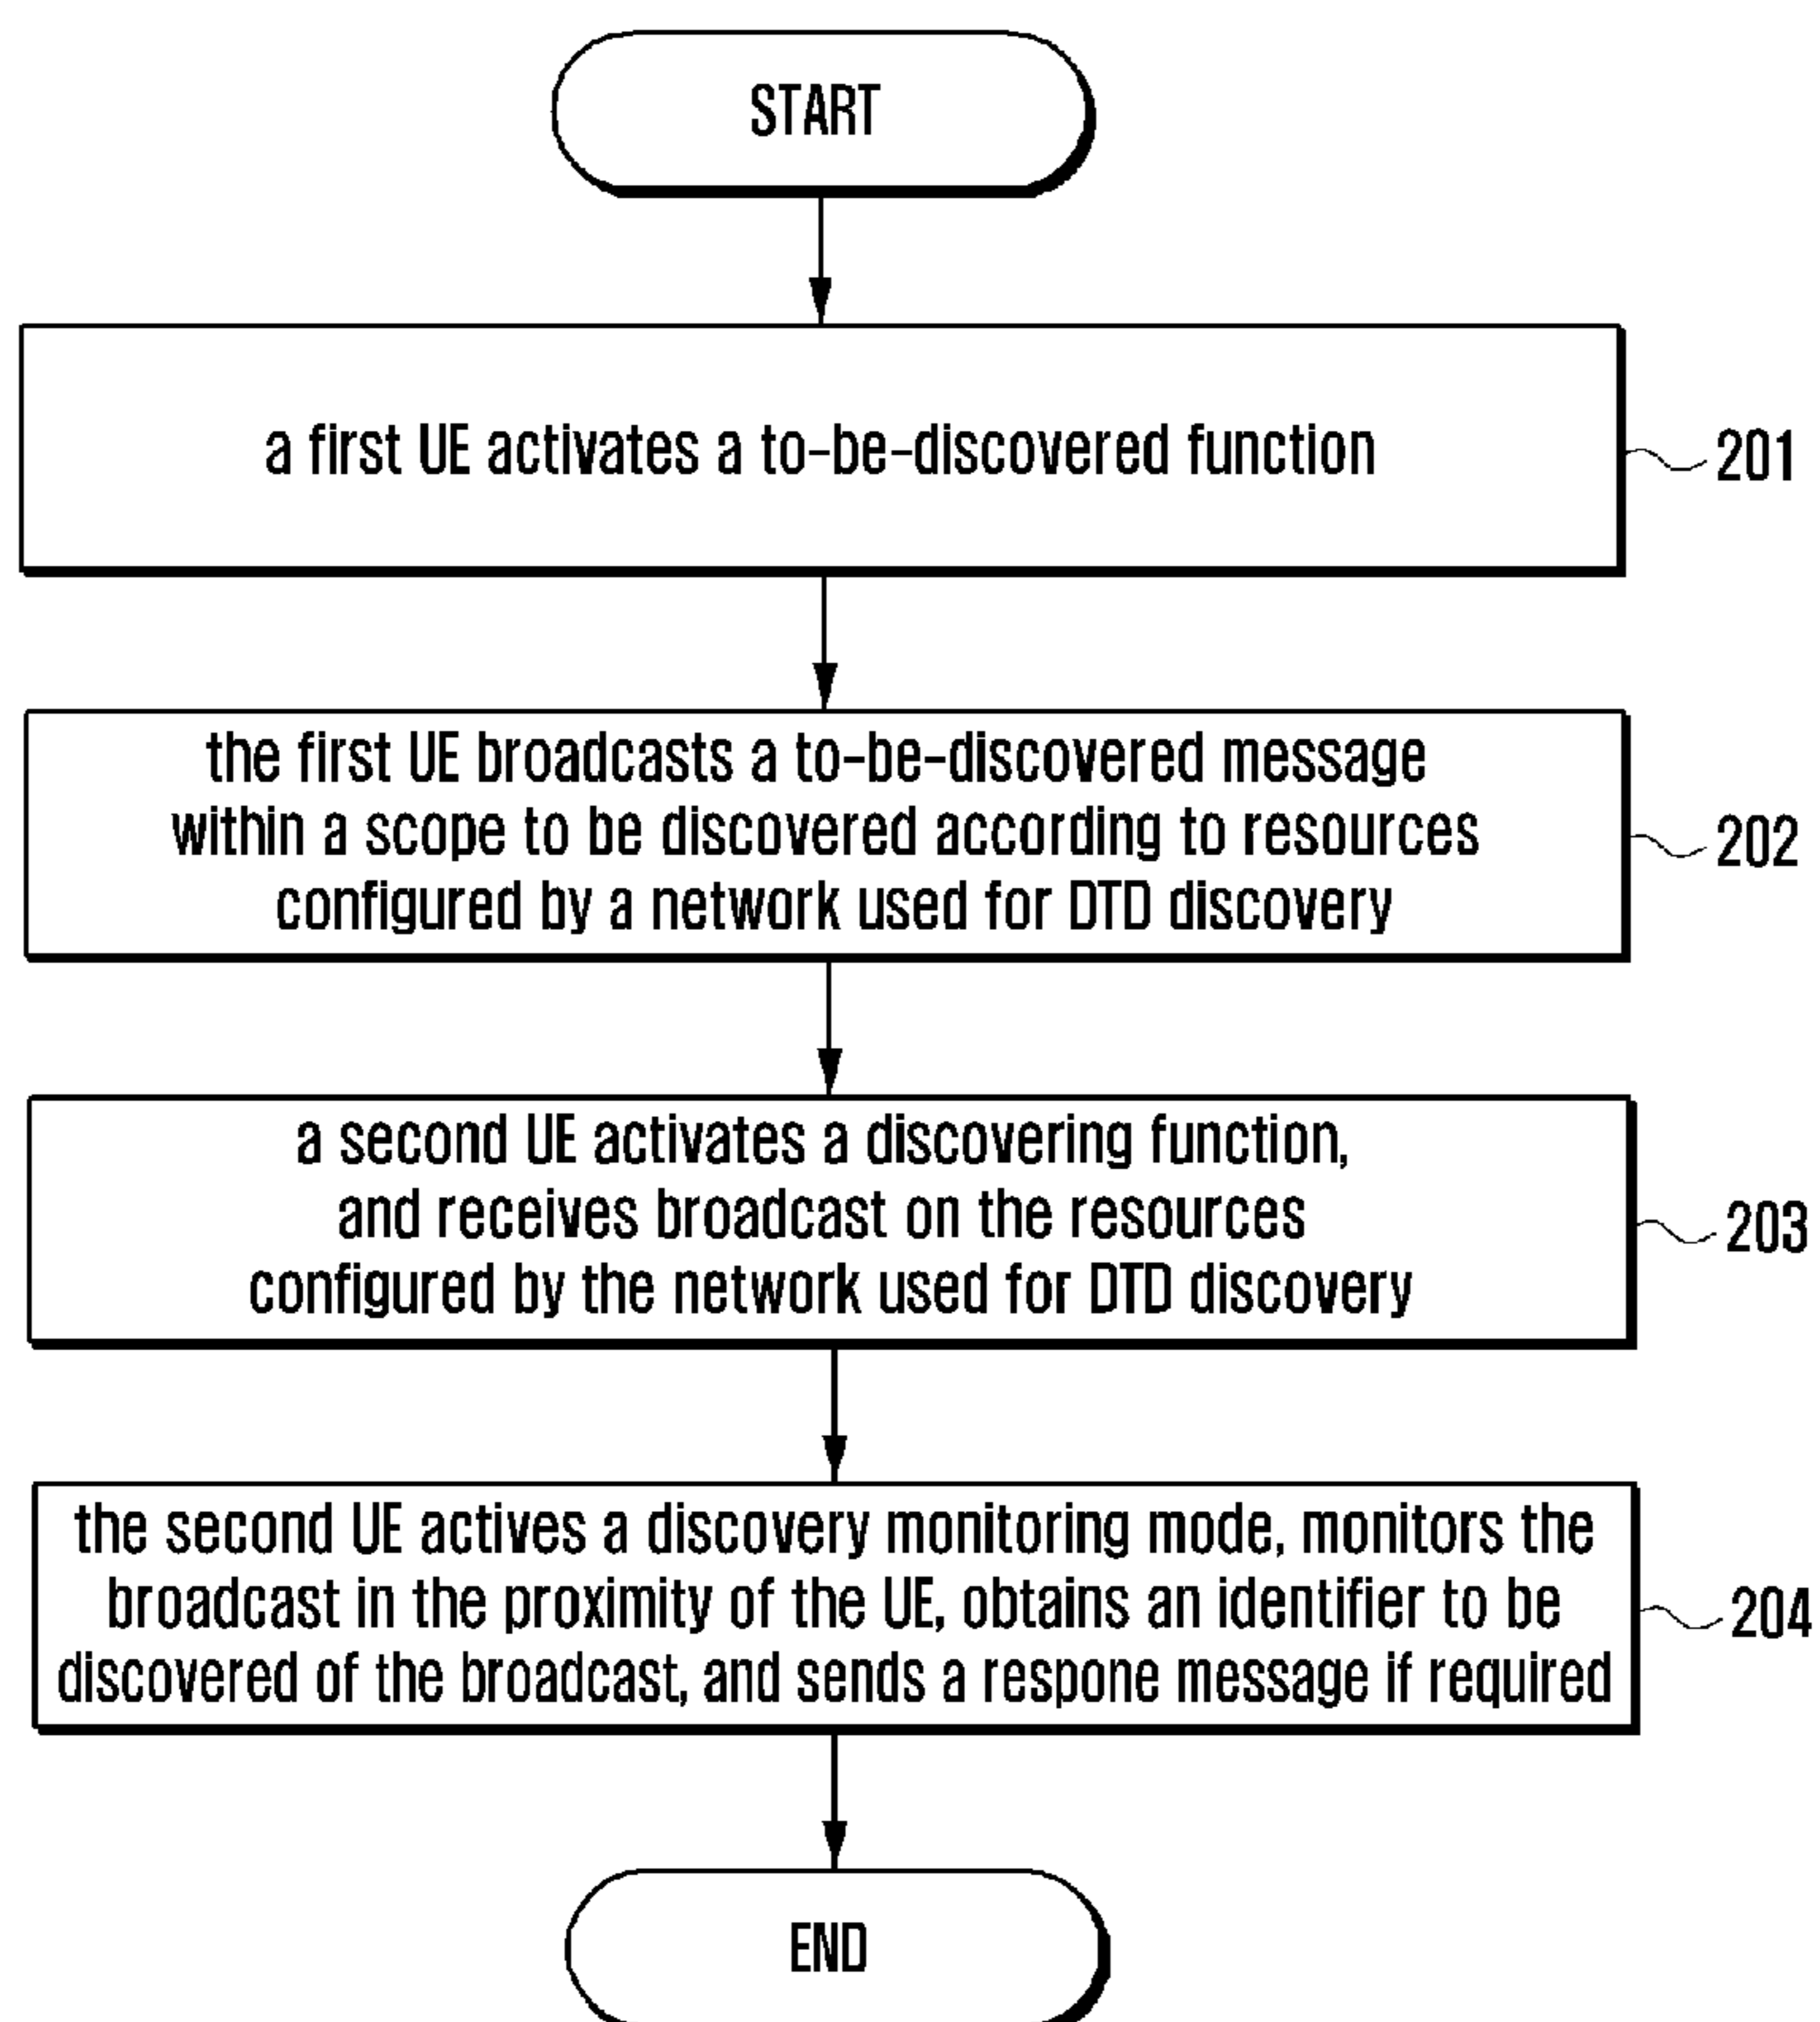 START
a first UE activates a to-be-discovered function
201
the first UE broadcasts a to-be-discovered message
within a scope to be discovered according to resources
configured by a network used for DTD discovery
202
a second UE activates a discovering function,
and receives broadcast on the resources
configured by the network used for DTD discovery
203
the second UE actives a discovery monitoring mode, monitors the
broadcast in the proximity of the UE, obtains an identifier to be
discovered of the broadcast, and sends a respone message if required
204
END